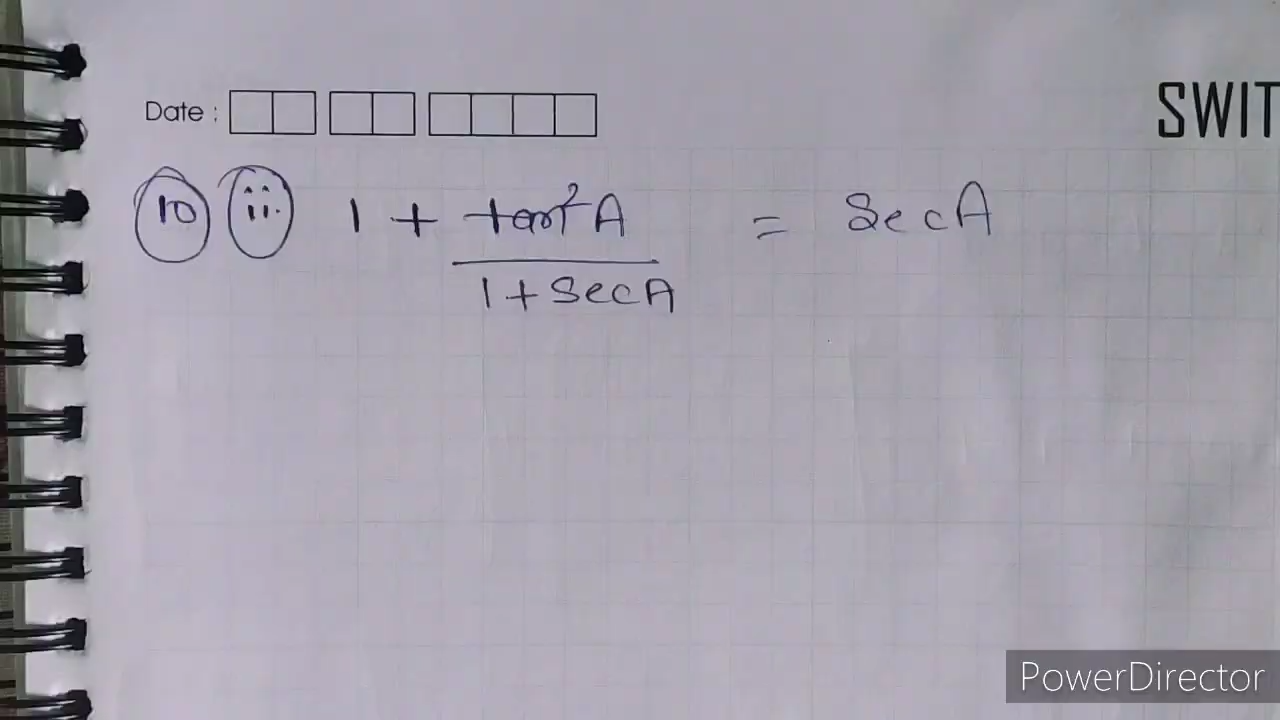 SWIT
Date :
10 ii. 1 + tan²A = SecA
1 + SecA
PowerDirector